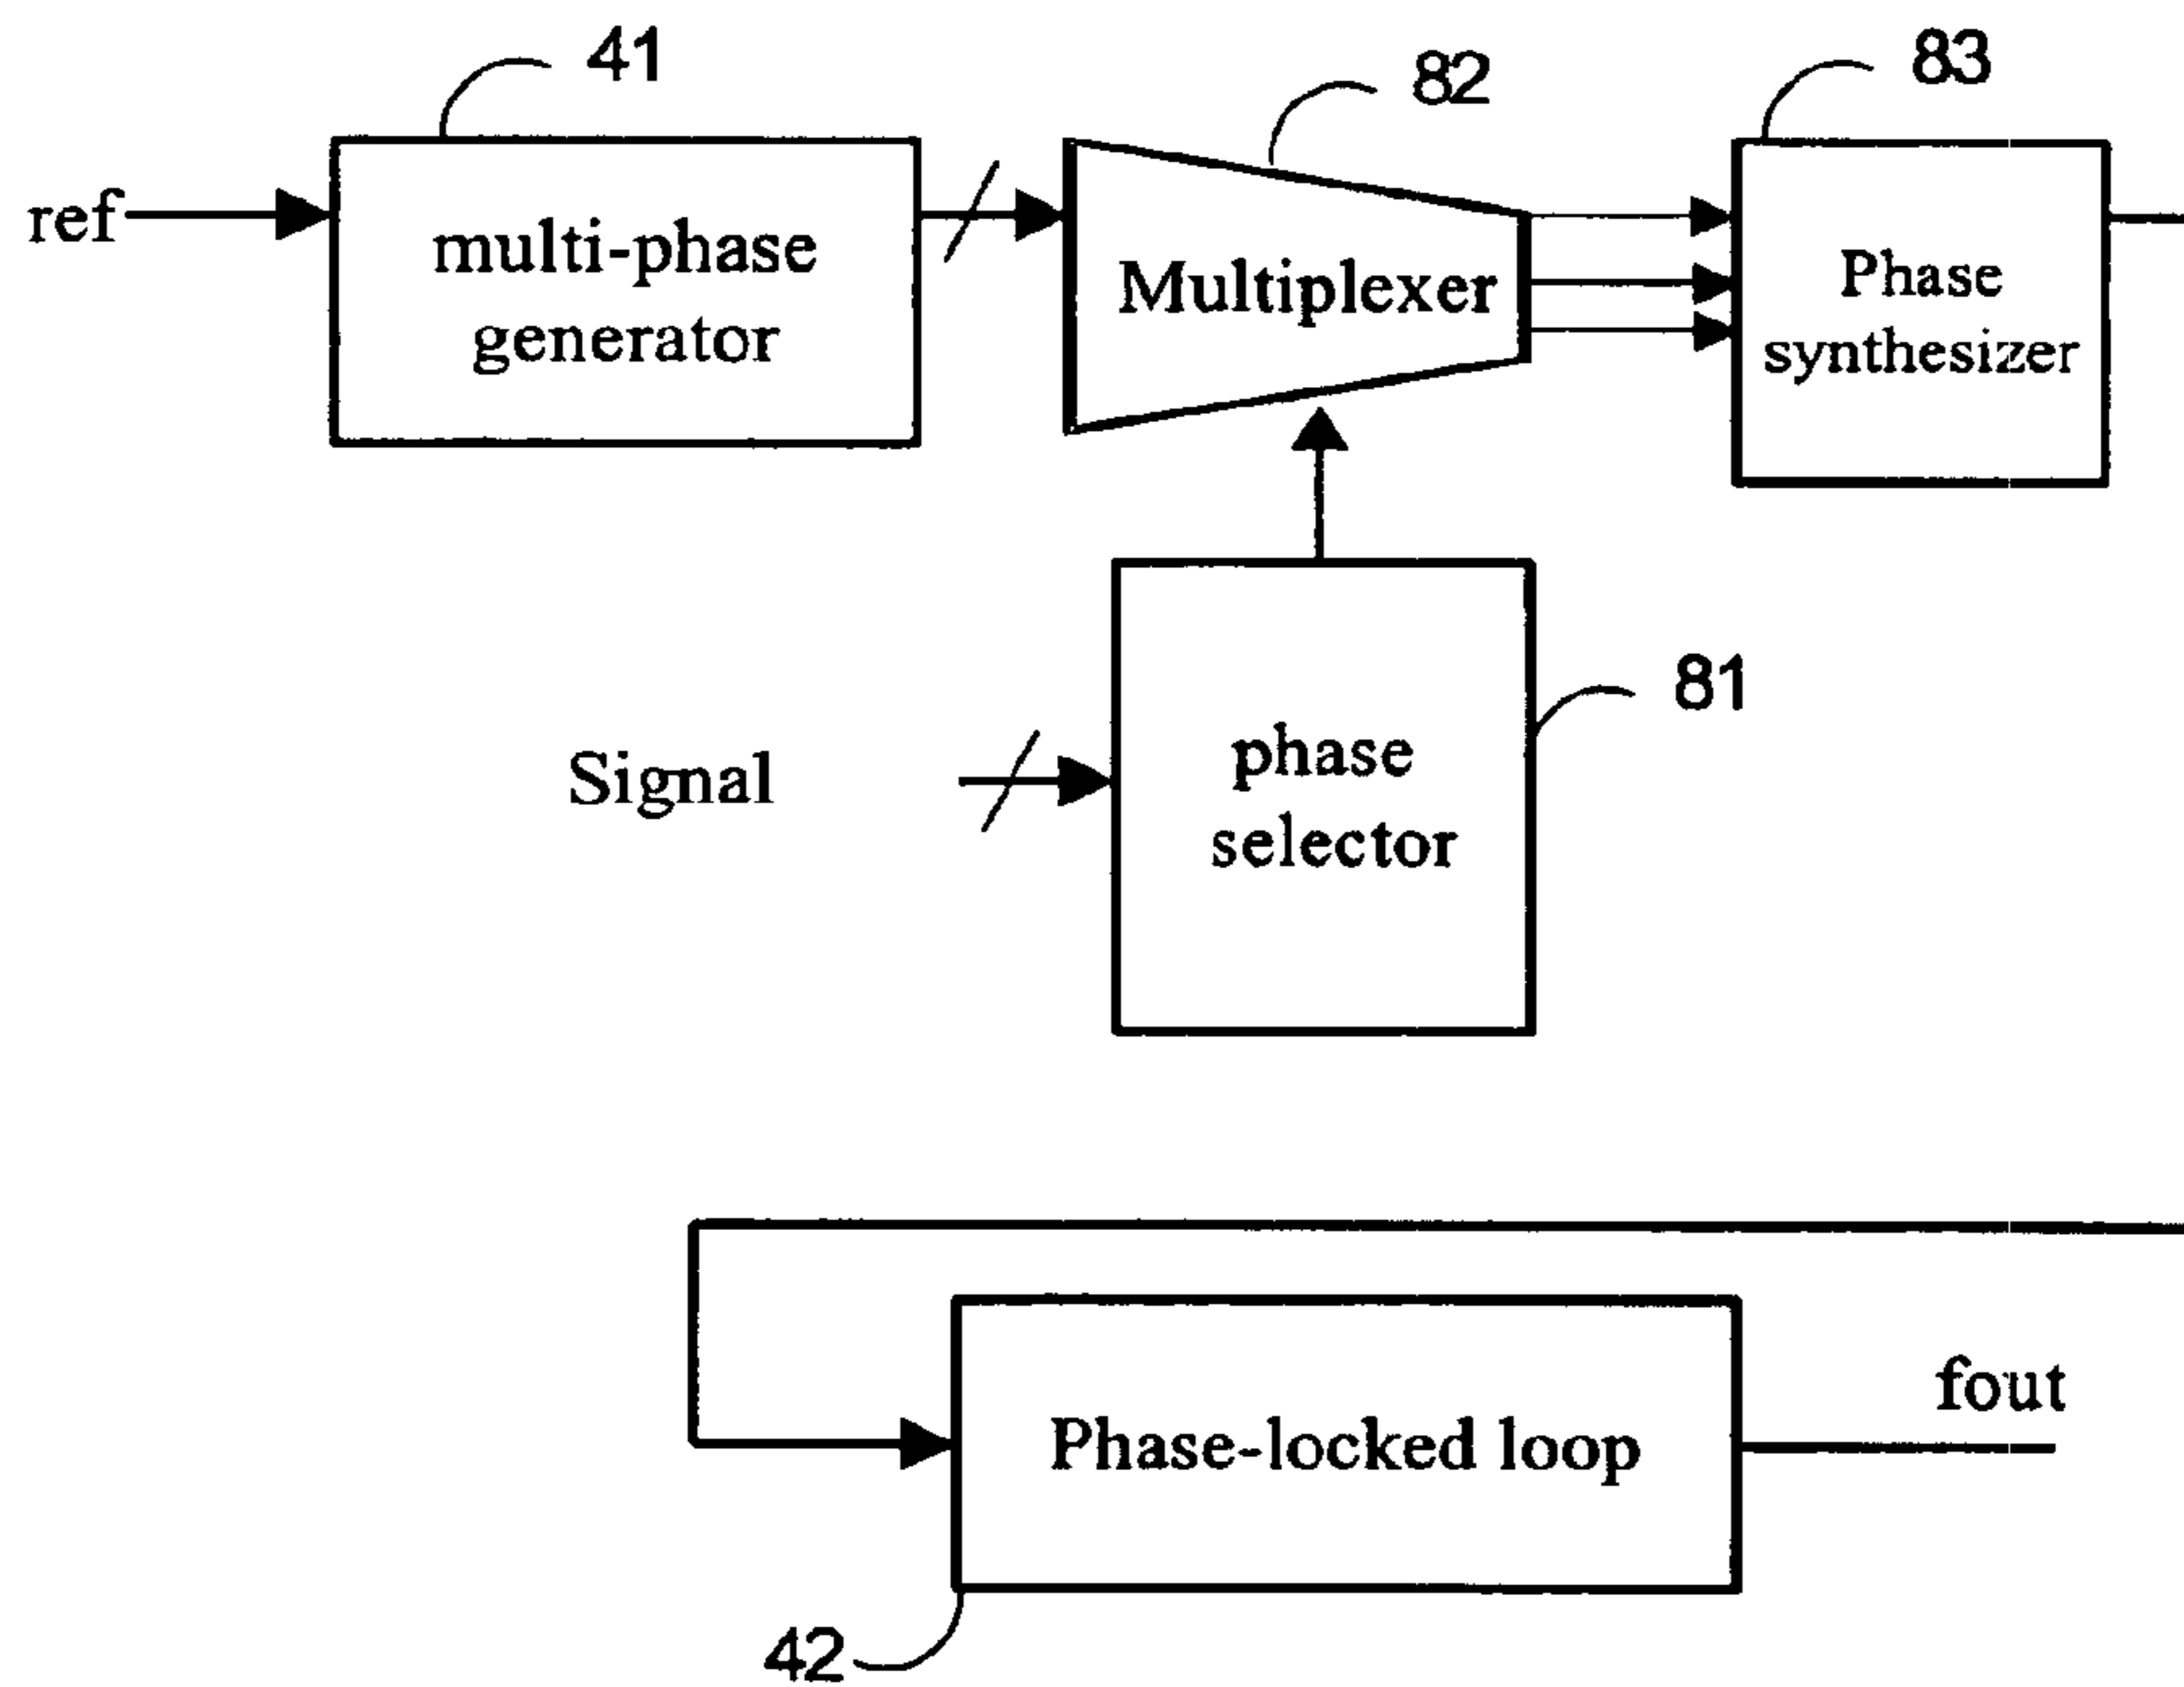 41
82
83
ref
multi-phase
generator
Multiplexer
Phase
synthesizer
81
Signal
phase
selector
fout
Phase-locked loop
42